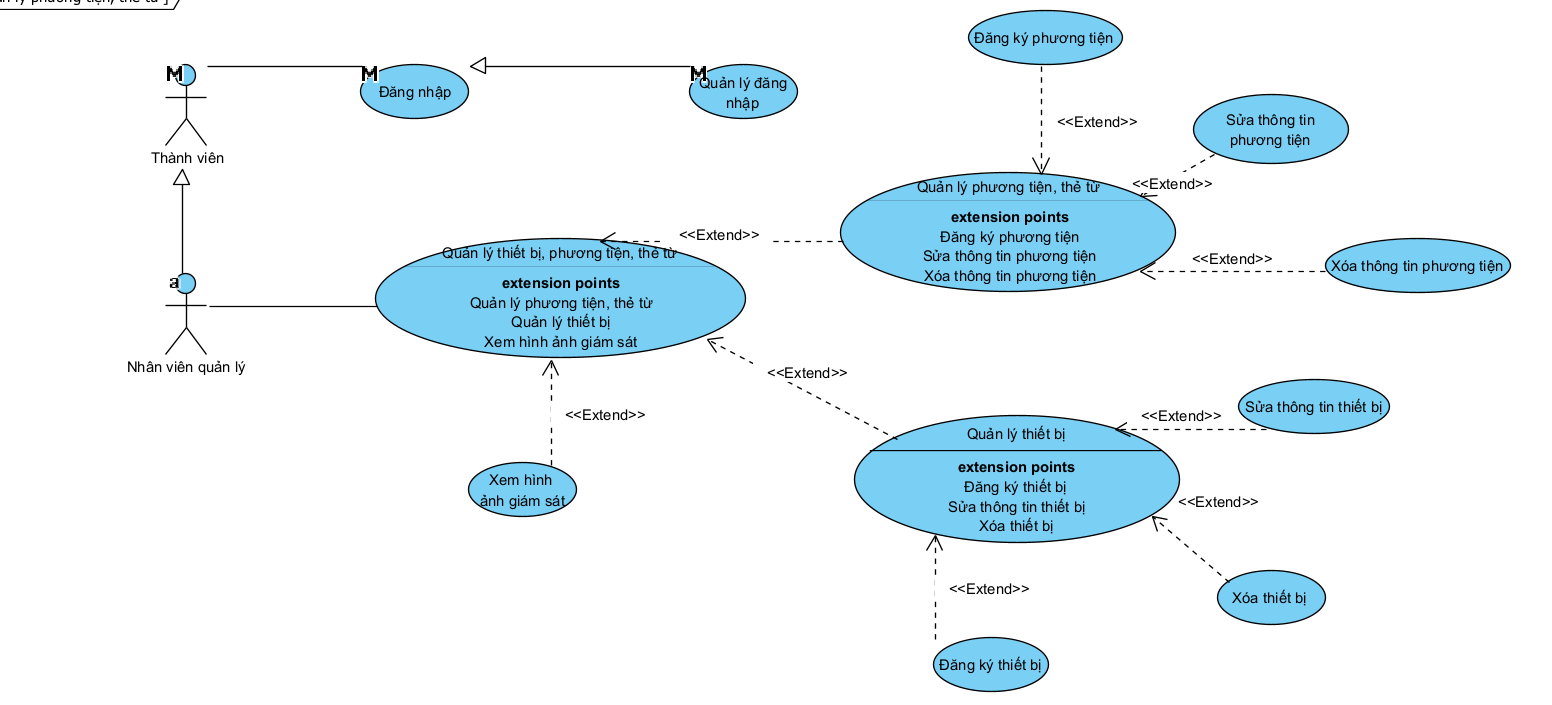 phương tiện, thẻ từ ]
Đăng ký phương tiện
M
M
M
Đăng nhập
Quản lý đăng
nhập
<<Extend>>
Sửa thông tin
phương tiện
Thành viên
<<Extend>>
Quản lý phương tiện, thẻ từ
extension points
Đăng ký phương tiện
Sửa thông tin phương tiện
Xóa thông tin phương tiện
<<Extend>>
<<Extend>>
Xóa thông tin phương tiện
Quản lý thiết bị, phương tiện, thẻ từ
extension points
Quản lý phương tiện, thẻ từ
Quản lý thiết bị
Xem hình ảnh giám sát
a
Nhân viên quản lý
<<Extend>>
<<Extend>>
<<Extend>>
Sửa thông tin thiết bị
Quản lý thiết bị
extension points
Đăng ký thiết bị
Sửa thông tin thiết bị
Xóa thiết bị
Xem hình
ảnh giám sát
<<Extend>>
<<Extend>>
Xóa thiết bị
Đăng ký thiết bị